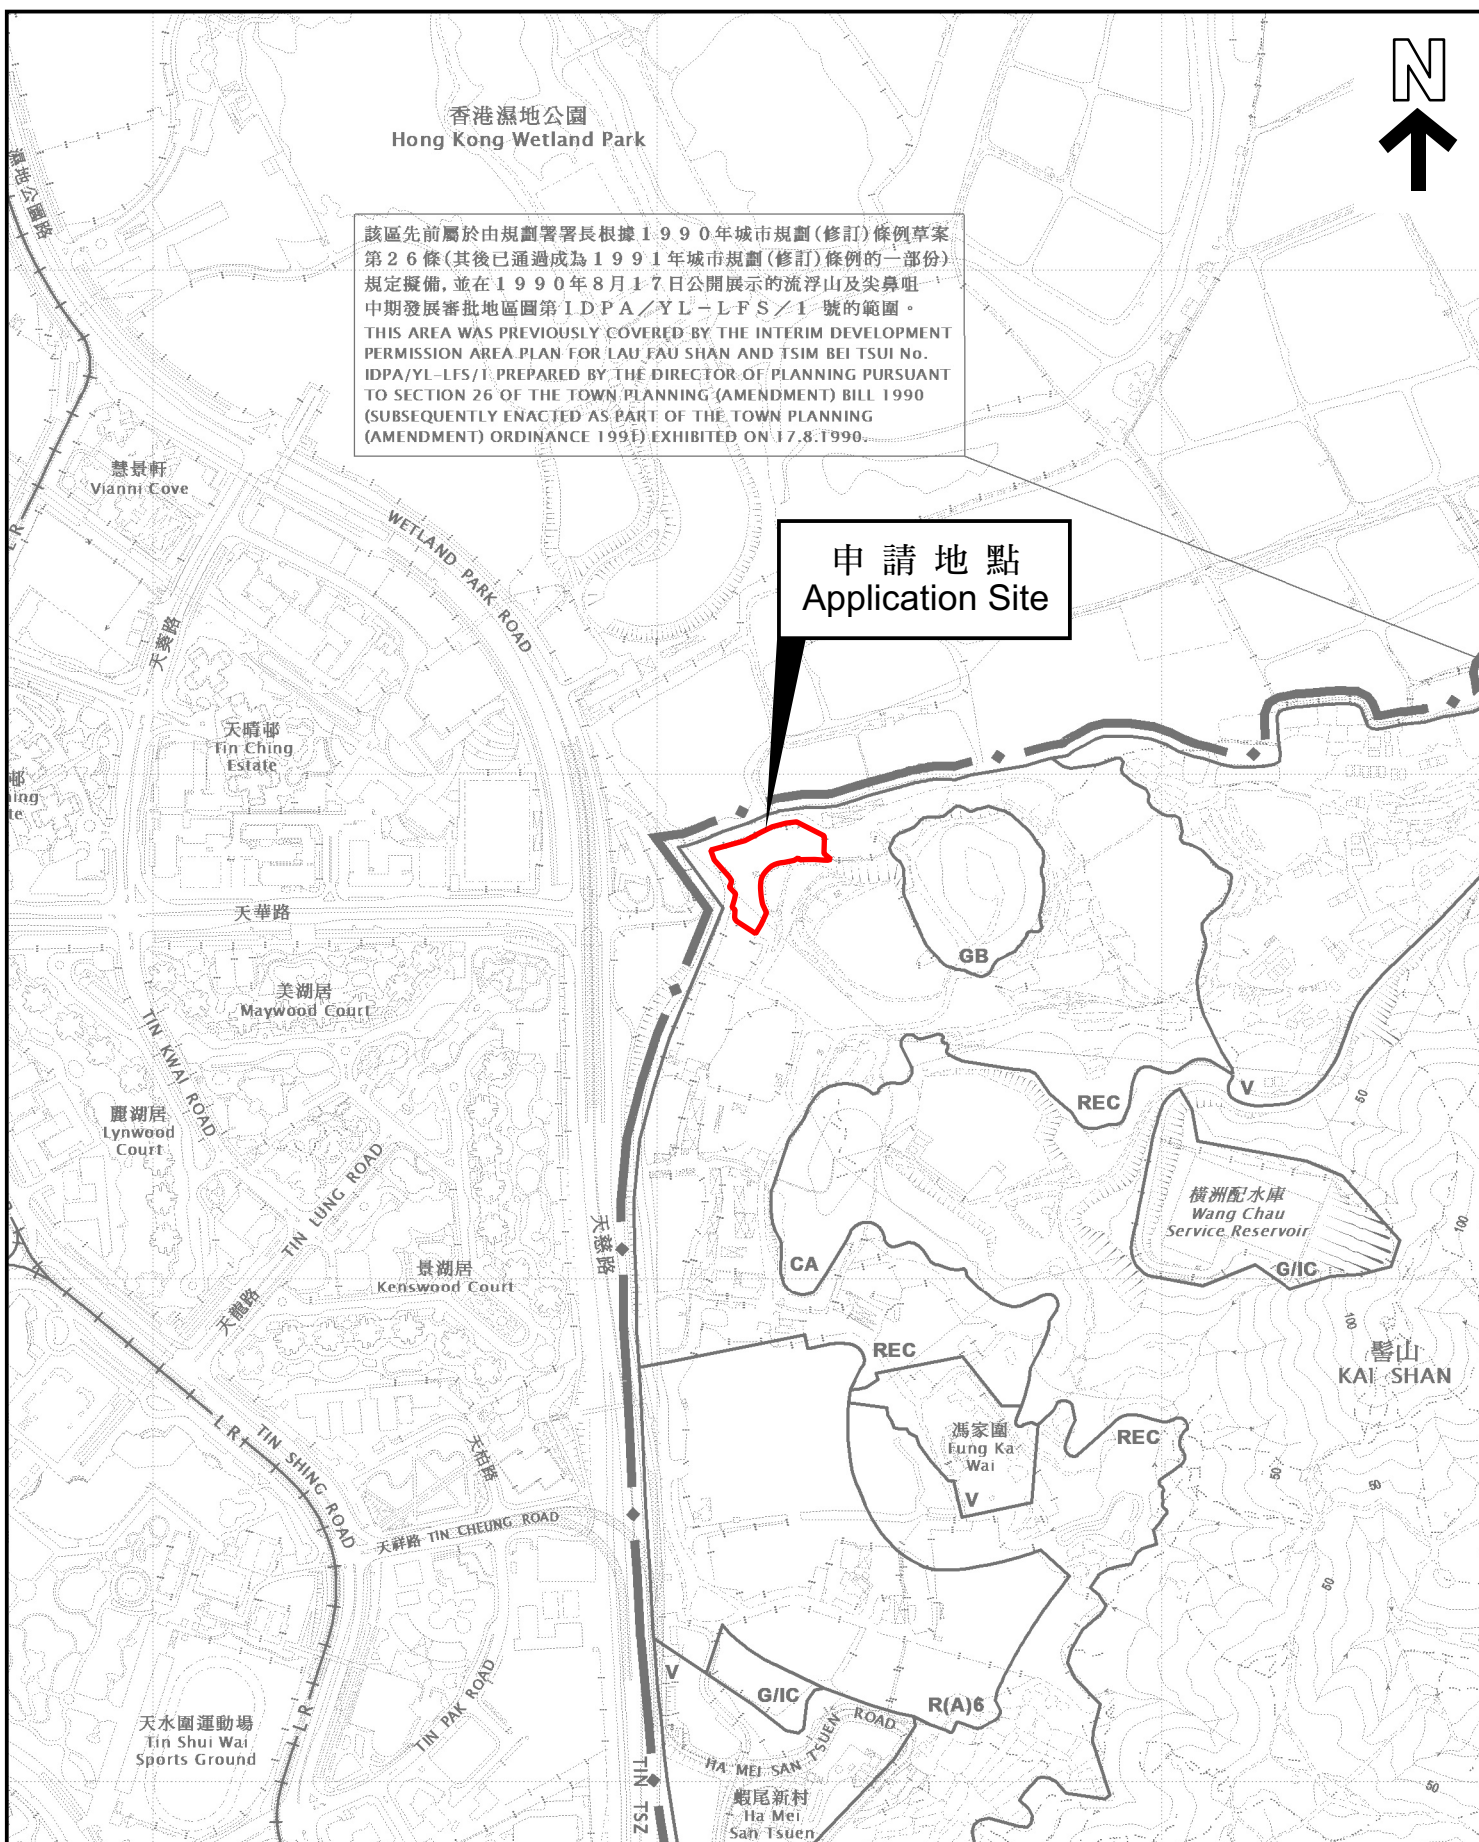 N
香港濕地公園
Hong Kong Wetland Park
濕地公園路
該區先前屬於由規劃署署長根據1990年城市規劃(修訂)條例草案
第26條(其後已通過成為1991年城市規劃(修訂)條例的一部份)
規定擬備,並在1990年8月17日公開展示的流浮山及尖鼻咀
中期發展審批地區圖第IDPA/YL-LFS/1 號的範圍。
THIS AREA WAS PREVIOUSLY COVERED BY THE INTERIM DEVELOPMENT
PERMISSION AREA PLAN FOR LAU FAU SHAN AND TSIM BEI TSUI No.
IDPA/YL-LFS/1 PREPARED BY THE DIRECTOR OF PLANNING PURSUANT
TO SECTION 26 OF THE TOWN PLANNING (AMENDMENT) BILL 1990
(SUBSEQUENTLY ENACTED AS PART OF THE TOWN PLANNING
(AMENDMENT) ORDINANCE 1991) EXHIBITED ON 17.8.1990.
慧景軒
Vianni Cove
L R
WETLAND PARK ROAD
申請地點
Application Site
天葵路
天晴邨
Tin Ching
Estate
邨
ing
te
天華路
GB
美湖居
Maywood Court
TIN KWAI ROAD
REC
V
50
麗湖居
Lynwood
Court
TIN LUNG ROAD
天龍路
橫洲配水庫
Wang Chau
Service Reservoir
G/IC
100
天慈路
CA
景湖居
Kenswood Court
100
REC
髻山
KAI SHAN
L R
TIN SHING ROAD
天柏路
馮家圍
Fung Ka
Wai
V
REC
50
50
天祥路 TIN CHEUNG ROAD
50
V
G/IC
R(A)6
TIN PAK ROAD
L R
天水圍運動場
Tin Shui Wai
Sports Ground
HA MEI SAN TSUEN ROAD
TIN TSZ
蝦尾新村
Ha Mei
San Tsuen
50